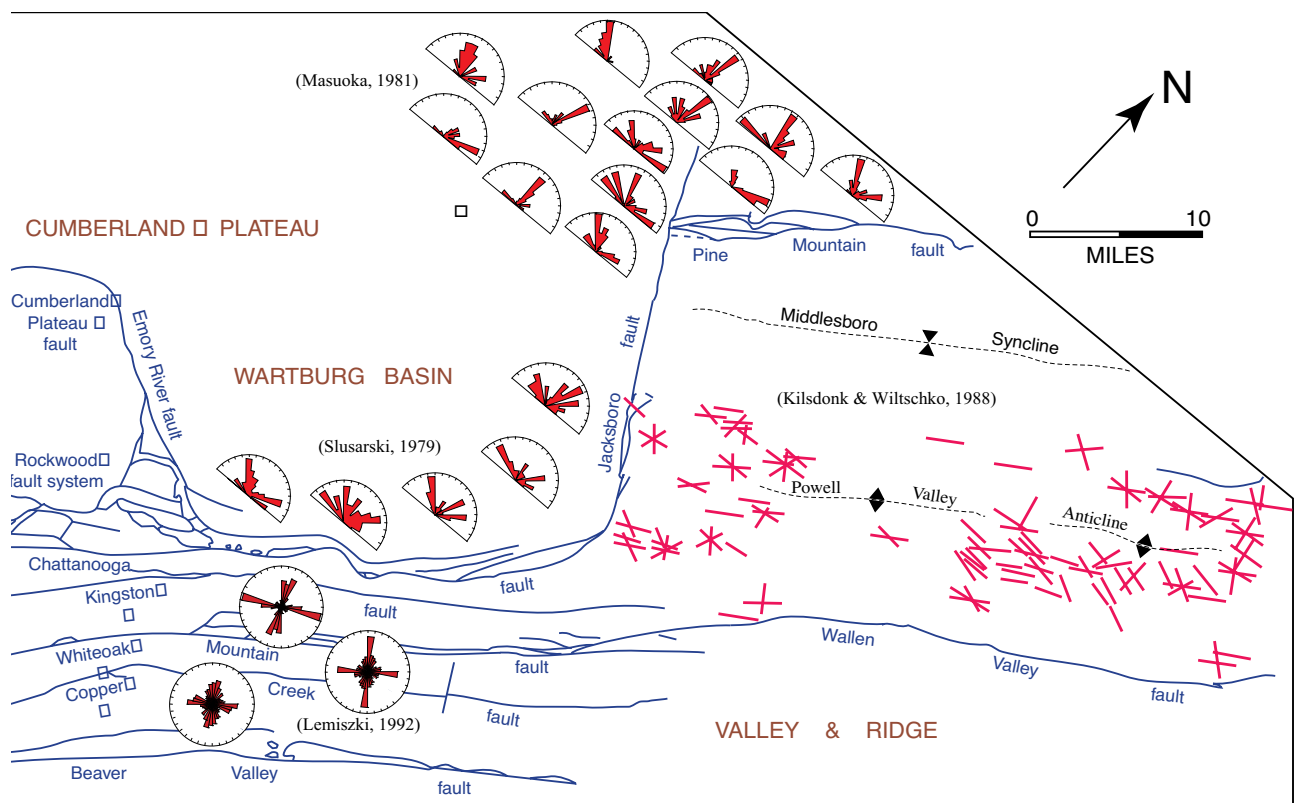 (Masuoka, 1981)
N
0 10
MILES
CUMBERLAND PLATEAU
Pine Mountain fault
Cumberland
Plateau
fault
Emory River fault
fault
Jacksboro
Middlesboro Syncline
WARTBURG BASIN
(Kilsdonk & Wiltschko, 1988)
(Slusarski, 1979)
Rockwood
fault system
Powell Valley
Anticline
Chattanooga
fault
Kingston
fault
Whiteoak
Mountain
fault
Wallen
Valley
fault
Copper
Creek
fault
(Lemiszki, 1992)
VALLEY & RIDGE
Beaver Valley fault